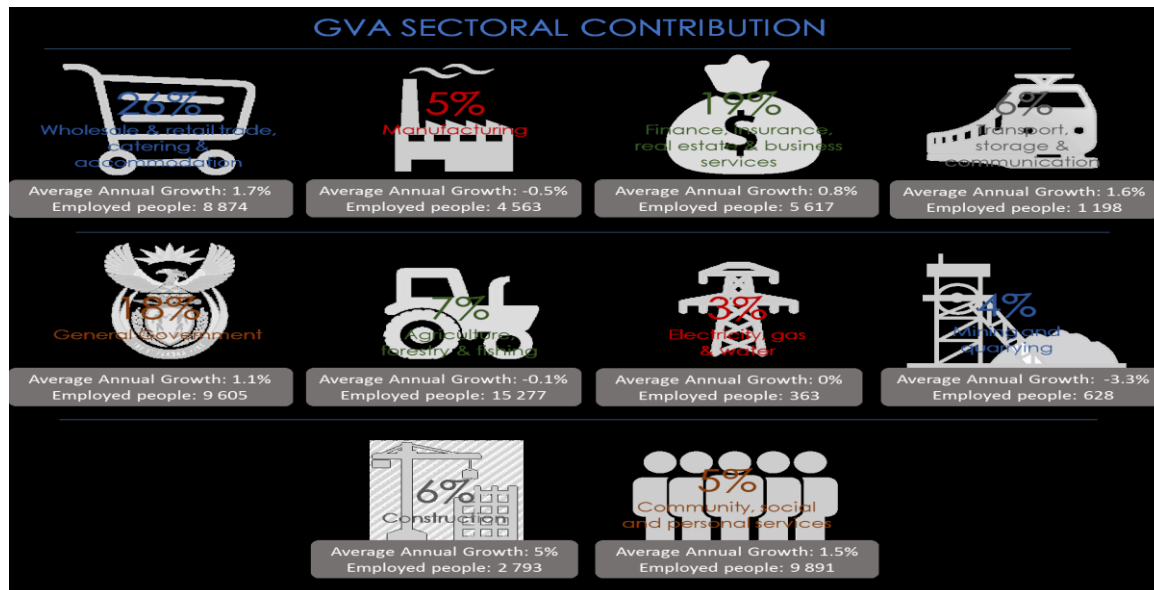 GVA SECTORAL CONTRIBUTION
26%
Wholesale & retail trade,
catering &
accommodation
Average Annual Growth: 1.7%
Employed people: 8 874
5%
Manufacturing
Average Annual Growth: -0.5%
Employed people: 4 563
19%
Finance, insurance,
real estate & business
services
$
Average Annual Growth: 0.8%
Employed people: 5 617
6%
Transport,
storage &
communication
Average Annual Growth: 1.6%
Employed people: 1 198
18%
General Government
Average Annual Growth: 1.1%
Employed people: 9 605
7%
Agriculture,
forestry & fishing
Average Annual Growth: -0.1%
Employed people: 15 277
3%
Electricity, gas
& water
Average Annual Growth: 0%
Employed people: 363
4%
Mining and
quarrying
Average Annual Growth: -3.3%
Employed people: 628
6%
Construction
Average Annual Growth: 5%
Employed people: 2 793
5%
Community, social
and personal services
Average Annual Growth: 1.5%
Employed people: 9 891